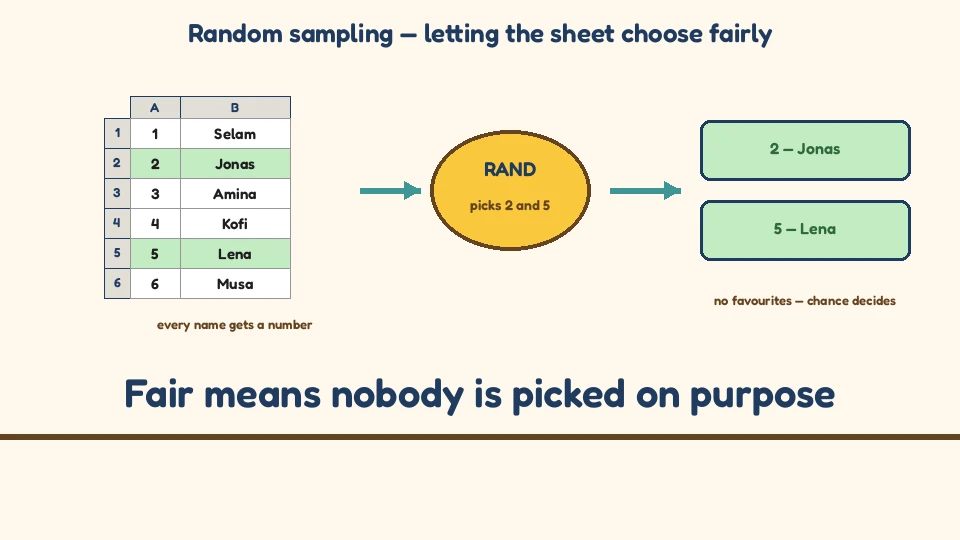 Random sampling — letting the sheet choose fairly
A B
1 1 Selam
2 2 Jonas
3 3 Amina
4 4 Kofi
5 5 Lena
6 6 Musa
every name gets a number
RAND
picks 2 and 5
2 — Jonas
5 — Lena
no favourites — chance decides
Fair means nobody is picked on purpose